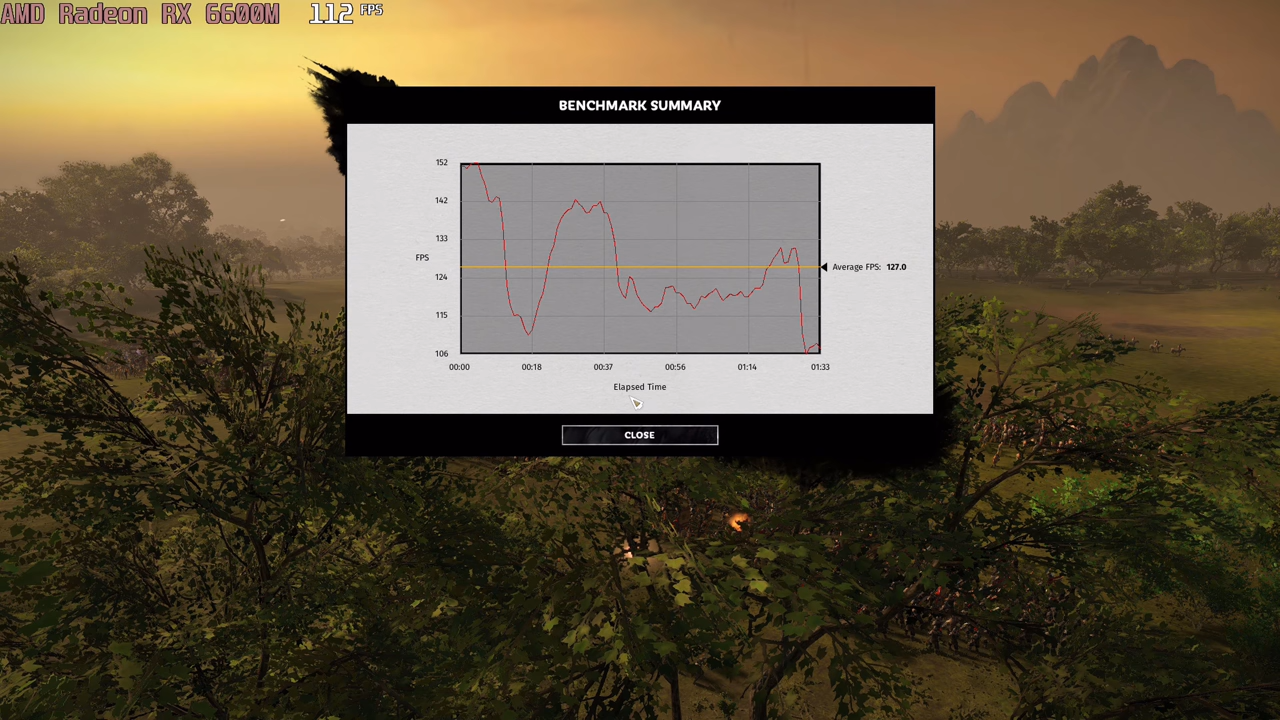 AMD Radeon RX 6600M 112 FPS
BENCHMARK SUMMARY
152
142
133
FPS
Average FPS: 127.0
124
115
106
00:00 00:18 00:37 00:56 01:14 01:33
Elapsed Time
CLOSE